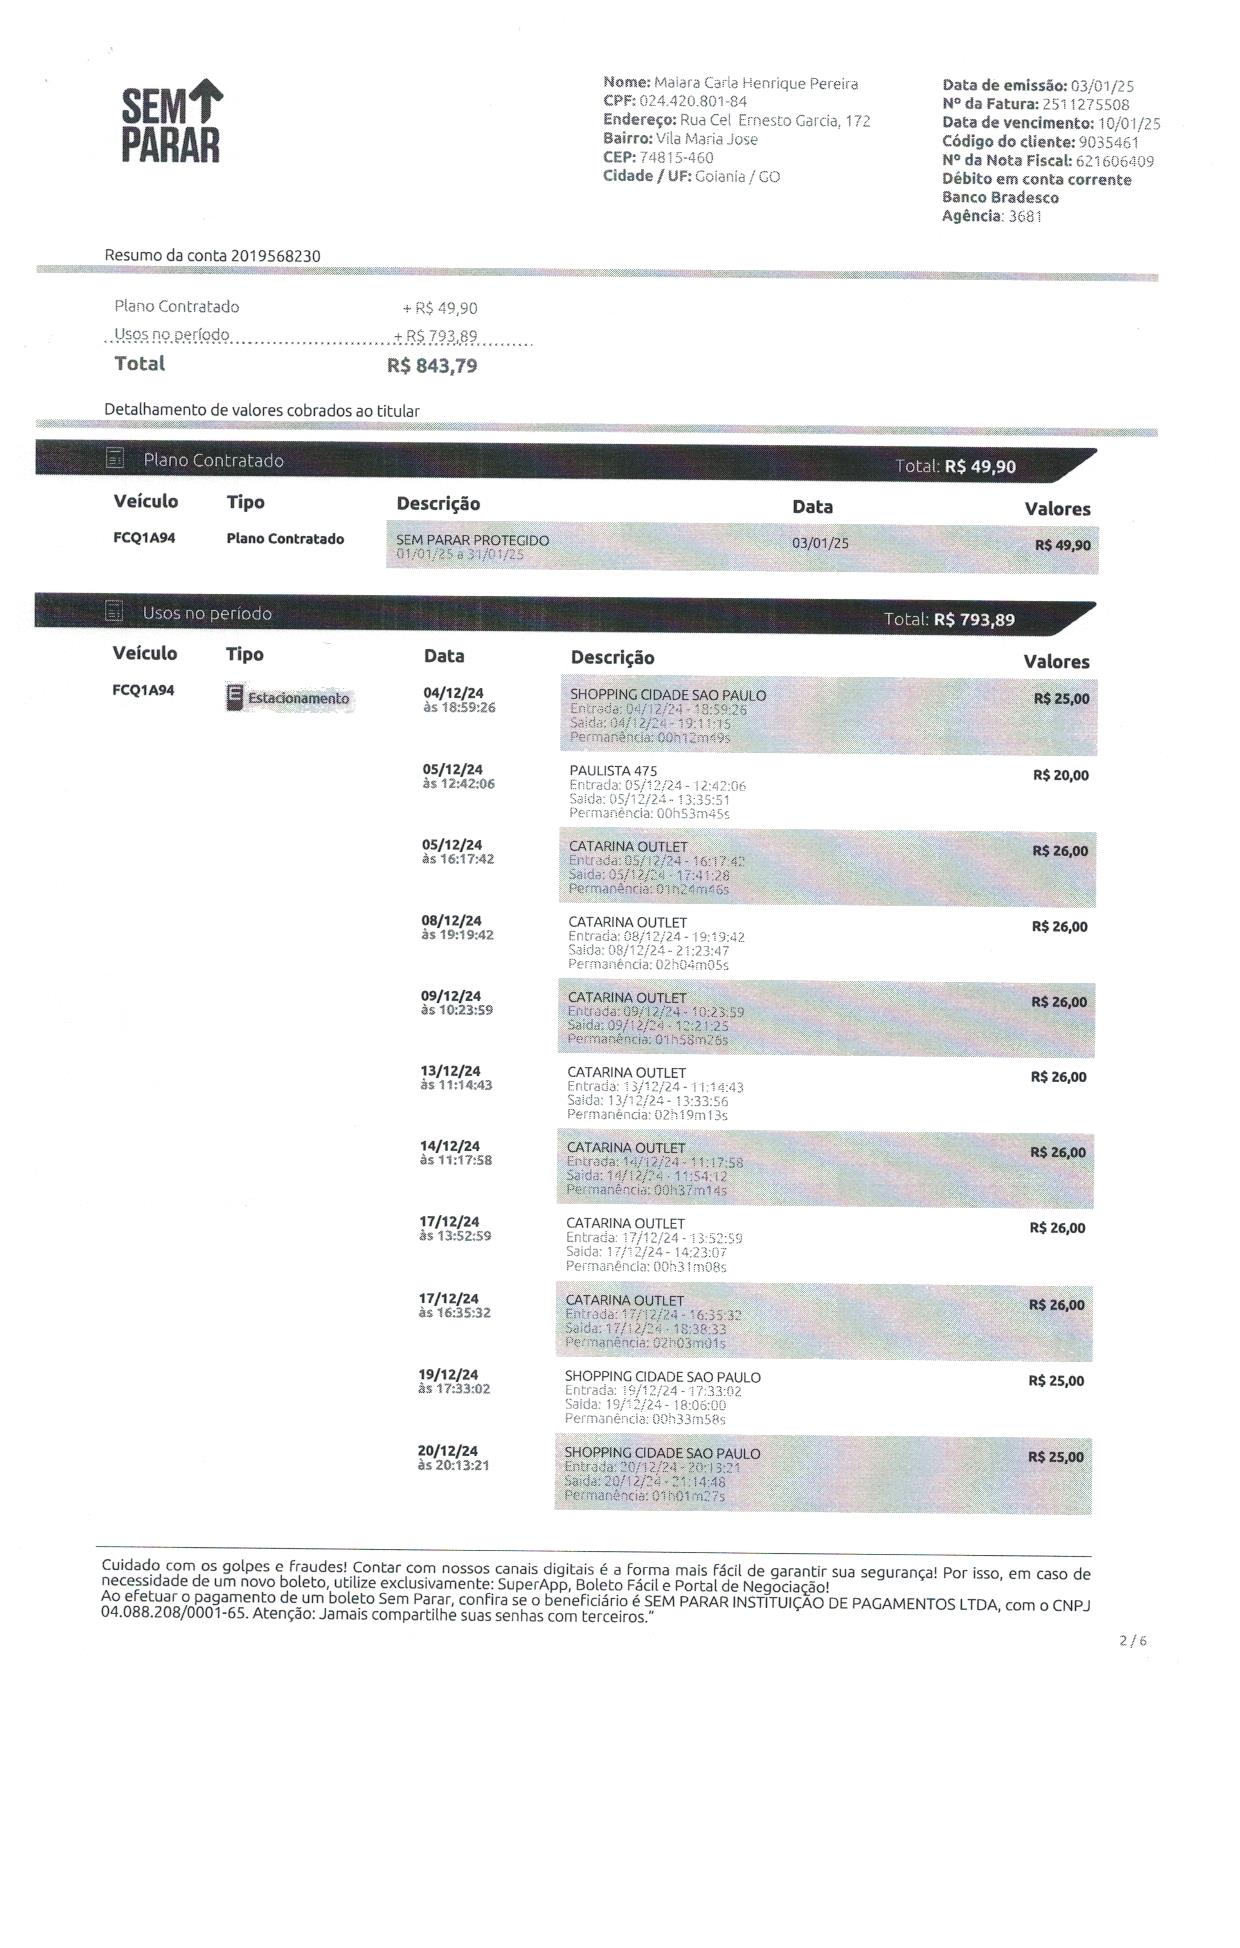 SEM
PARAR
Nome: Maiara Carla Henrique Pereira
CPF: 024.420.801-84
Endereço: Rua Cel Ernesto Garcia, 172
Bairro: Vila Maria Jose
CEP: 74815-460
Cidade / UF: Goiania / GO
Data de emissão: 03/01/25
Nº da Fatura: 2511275508
Data de vencimento: 10/01/25
Código do cliente: 9035461
Nº da Nota Fiscal: 621606409
Débito em conta corrente
Banco Bradesco
Agência: 3681
Resumo da conta 2019568230
Plano Contratado + R$ 49,90
Usos no período + R$ 793,89
Total R$ 843,79
Detalhamento de valores cobrados ao titular
Plano Contratado Total: R$ 49,90
Veículo Tipo Descrição Data Valores
FCQ1A94 Plano Contratado SEM PARAR PROTEGIDO 03/01/25 R$ 49,90
01/01/25 a 31/01/25
Usos no período Total: R$ 793,89
Veículo Tipo Data Descrição Valores
FCQ1A94 Estacionamento 04/12/24 SHOPPING CIDADE SAO PAULO R$ 25,00
às 18:59:26 Entrada: 04/12/24 - 18:59:26
Saida: 04/12/24 - 19:11:15
Permanência: 00h12m49s
05/12/24 PAULISTA 475 R$ 20,00
às 12:42:06 Entrada: 05/12/24 - 12:42:06
Saida: 05/12/24 - 13:35:51
Permanência: 00h53m45s
05/12/24 CATARINA OUTLET R$ 26,00
às 16:17:42 Entrada: 05/12/24 - 16:17:42
Saida: 05/12/24 - 17:41:28
Permanência: 01h24m46s
08/12/24 CATARINA OUTLET R$ 26,00
às 19:19:42 Entrada: 08/12/24 - 19:19:42
Saida: 08/12/24 - 21:23:47
Permanência: 02h04m05s
09/12/24 CATARINA OUTLET R$ 26,00
às 10:23:59 Entrada: 09/12/24 - 10:23:59
Saida: 09/12/24 - 12:21:25
Permanência: 01h58m26s
13/12/24 CATARINA OUTLET R$ 26,00
às 11:14:43 Entrada: 13/12/24 - 11:14:43
Saida: 13/12/24 - 13:33:56
Permanência: 02h19m13s
14/12/24 CATARINA OUTLET R$ 26,00
às 11:17:58 Entrada: 14/12/24 - 11:17:58
Saida: 14/12/24 - 11:54:12
Permanência: 00h37m14s
17/12/24 CATARINA OUTLET R$ 26,00
às 13:52:59 Entrada: 17/12/24 - 13:52:59
Saida: 17/12/24 - 14:23:07
Permanência: 00h31m08s
17/12/24 CATARINA OUTLET R$ 26,00
às 16:35:32 Entrada: 17/12/24 - 16:35:32
Saida: 17/12/24 - 18:38:33
Permanência: 02h03m01s
19/12/24 SHOPPING CIDADE SAO PAULO R$ 25,00
às 17:33:02 Entrada: 19/12/24 - 17:33:02
Saida: 19/12/24 - 18:06:00
Permanência: 00h33m58s
20/12/24 SHOPPING CIDADE SAO PAULO R$ 25,00
às 20:13:21 Entrada: 20/12/24 - 20:13:21
Saida: 20/12/24 - 21:14:48
Permanência: 01h01m27s
Cuidado com os golpes e fraudes! Contar com nossos canais digitais é a forma mais fácil de garantir sua segurança! Por isso, em caso de
necessidade de um novo boleto, utilize exclusivamente: SuperApp, Boleto Fácil e Portal de Negociação!
Ao efetuar o pagamento de um boleto Sem Parar, confira se o beneficiário é SEM PARAR INSTITUIÇÃO DE PAGAMENTOS LTDA, com o CNPJ
04.088.208/0001-65. Atenção: Jamais compartilhe suas senhas com terceiros.”
2 / 6